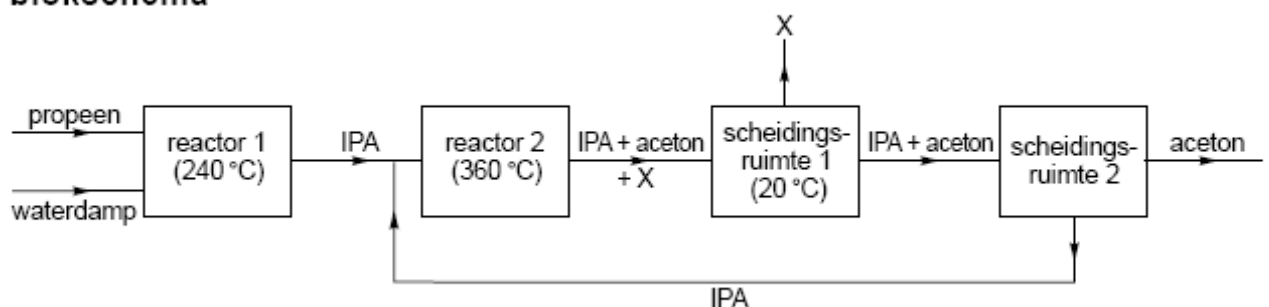 blokschema
X
propeen
waterdamp
reactor 1
(240 °C)
IPA
reactor 2
(360 °C)
IPA + aceton
+ X
scheidings-
ruimte 1
(20 °C)
IPA + aceton
scheidings-
ruimte 2
aceton
IPA